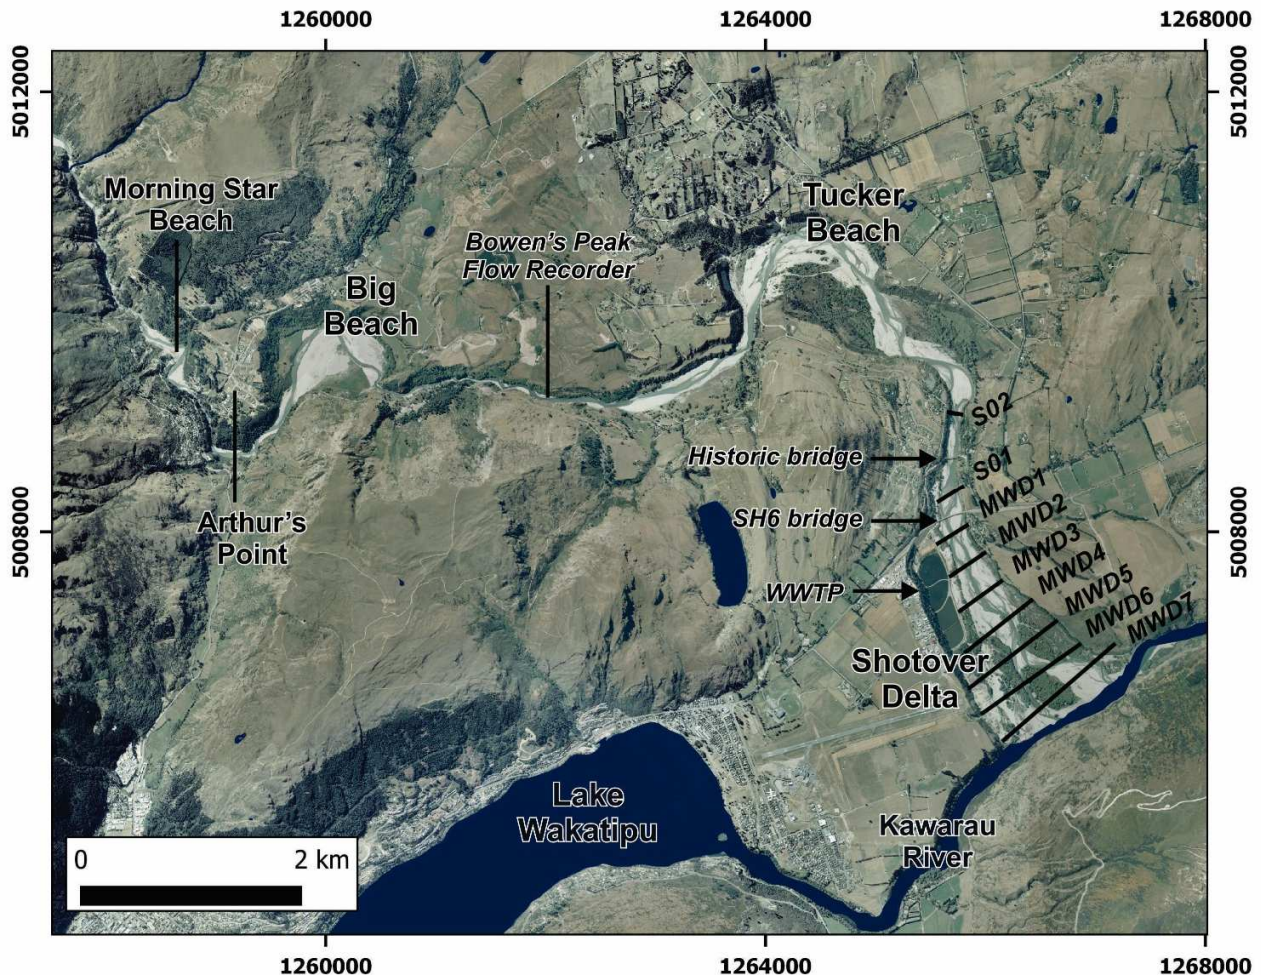 1260000
1264000
1268000
5012000
5012000
Morning Star
Beach
Tucker
Beach
Bowen's Peak
Flow Recorder
Big
Beach
S02
Historic bridge
S01
MWD1
Arthur's
Point
SH6 bridge
MWD2
5008000
5008000
MWD3
MWD4
WWTP
MWD5
MWD6
MWD7
Shotover
Delta
Lake
Wakatipu
Kawarau
River
0
2 km
1260000
1264000
1268000